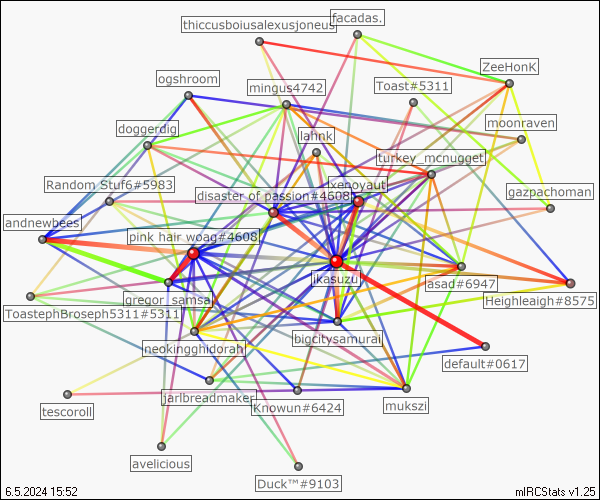 thiccusboiusalexusjoneus
facadas.
ZeeHonK
ogshroom
mingus4742
Toast#5311
moonraven
doggerdig
lahnk
turkey_mcnugget
Random Stuf6#5983
xenoyaut
disaster of passion#4608
gazpachoman
andnewbees
pink hair woag#4608
ikasuzu
asad#6947
gregor_samsa
Heighleaigh#8575
ToastephBroseph5311#5311
bigcitysamurai
neokingghidorah
default#0617
jarlbreadmaker
Knowun#6424
mukszi
tescoroll
avelicious
Duck™#9103
6.5.2024 15:52
mIRCStats v1.25